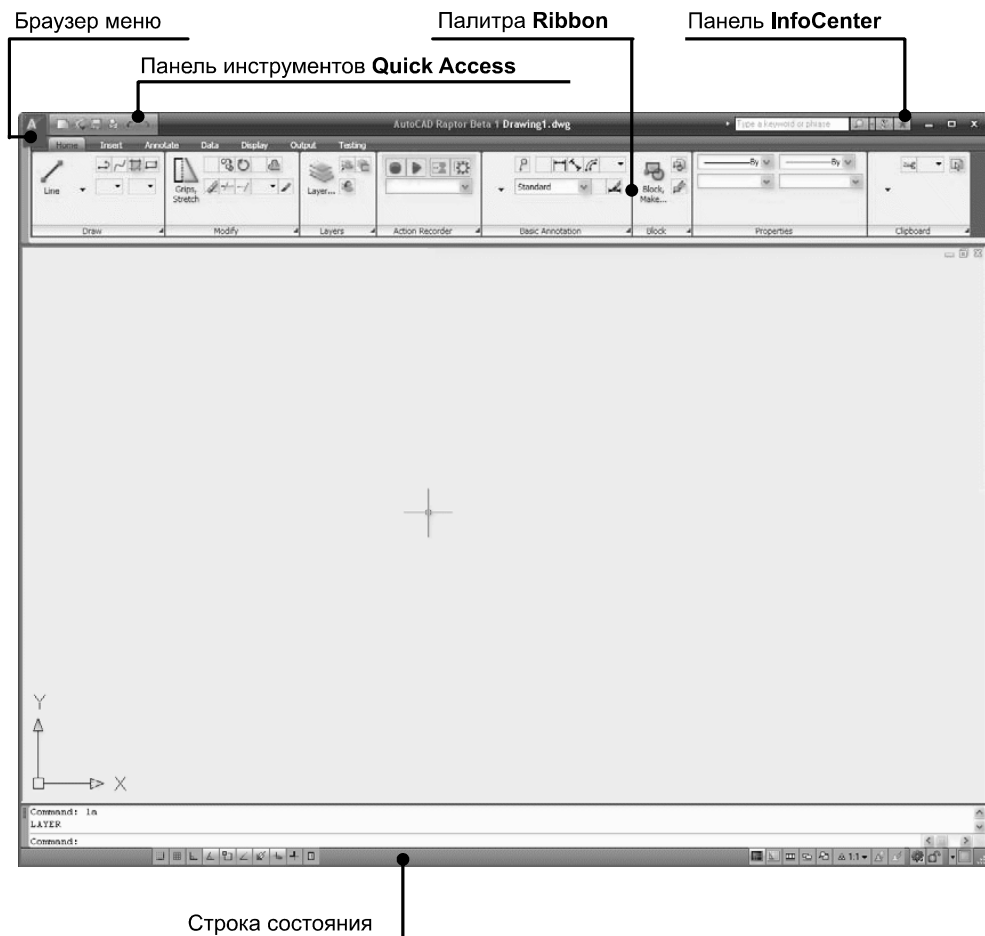 Браузер меню
Палитра Ribbon
Панель InfoCenter
Панель инструментов Quick Access
AutoCAD Raptor Beta 1 Drawing1.dwg
Type a keyword or phrase
Home Insert Annotate Data Display Output Testing
Line
Grips, Stretch
Layer...
Standard
Block, Make...
By
By
Draw
Modify
Layers
Action Recorder
Basic Annotation
Block
Properties
Clipboard
Y
X
Command: la
LAYER
Command:
1:1
Строка состояния